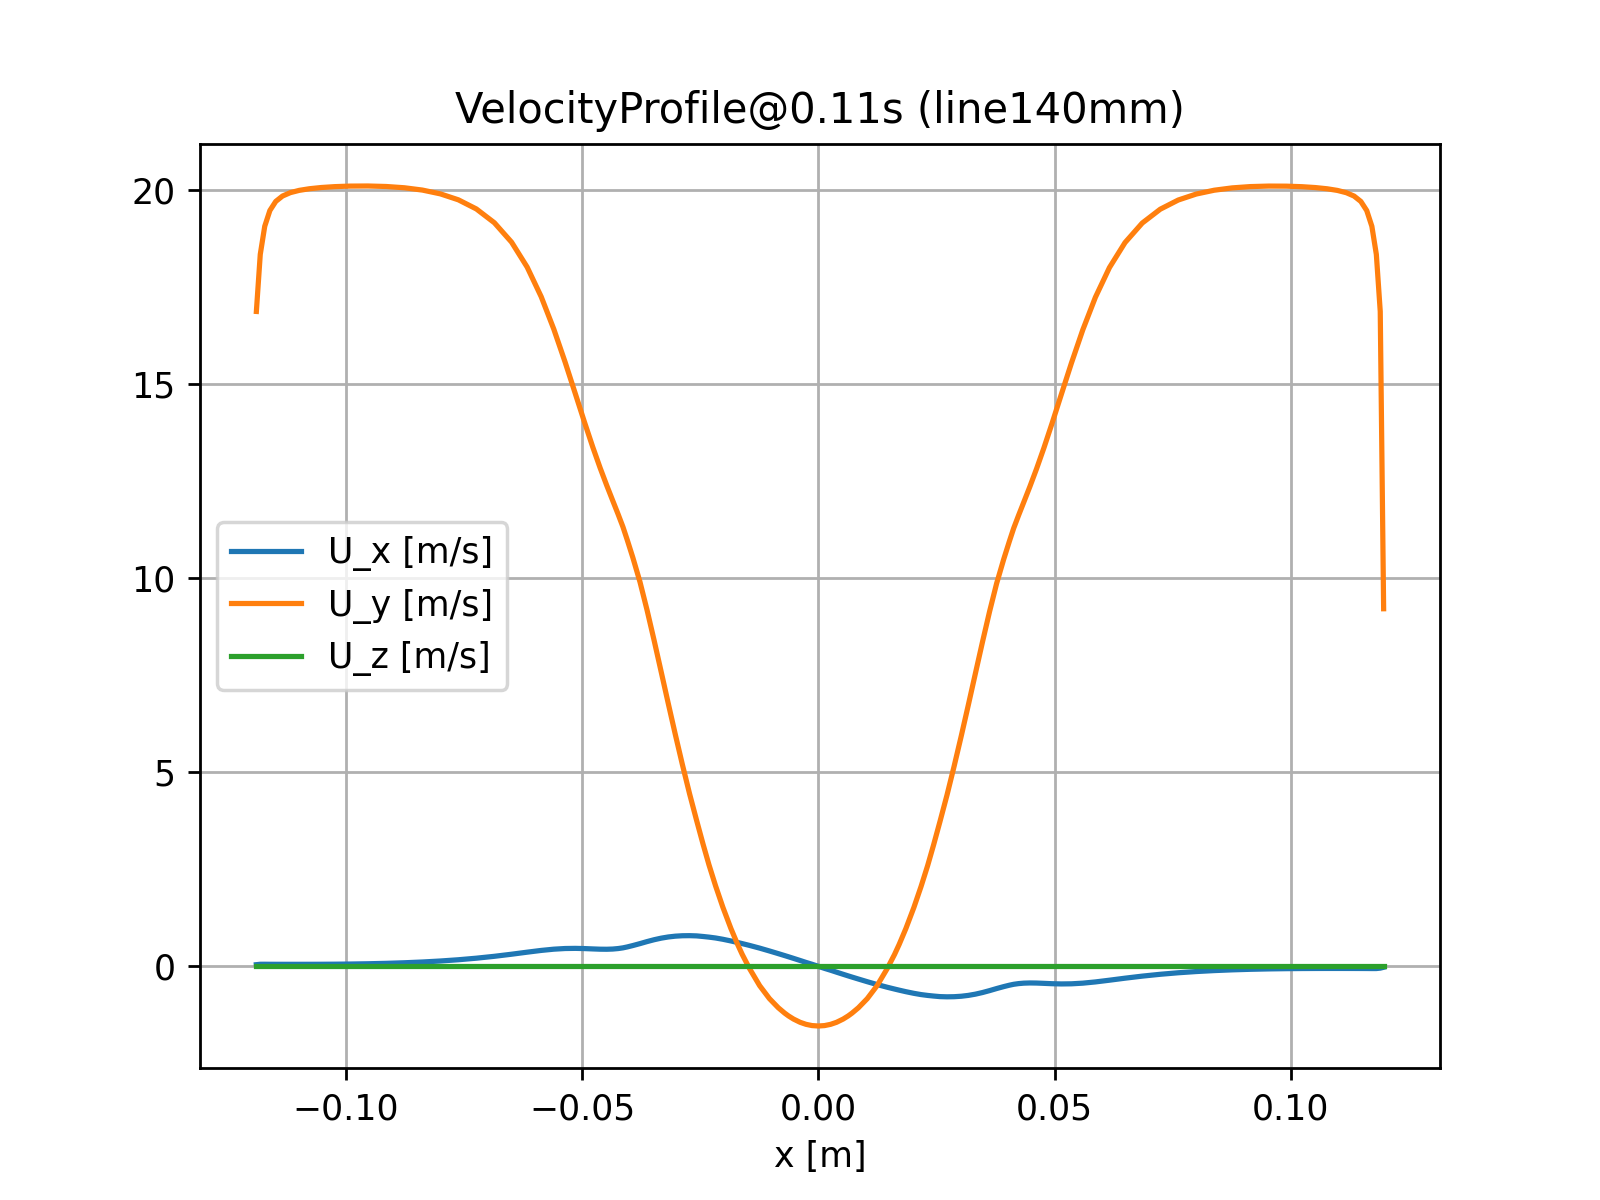 VelocityProfile@0.11s (line140mm)
20
15
10
5
0
U_x [m/s]
U_y [m/s]
U_z [m/s]
−0.10 −0.05 0.00 0.05 0.10
x [m]